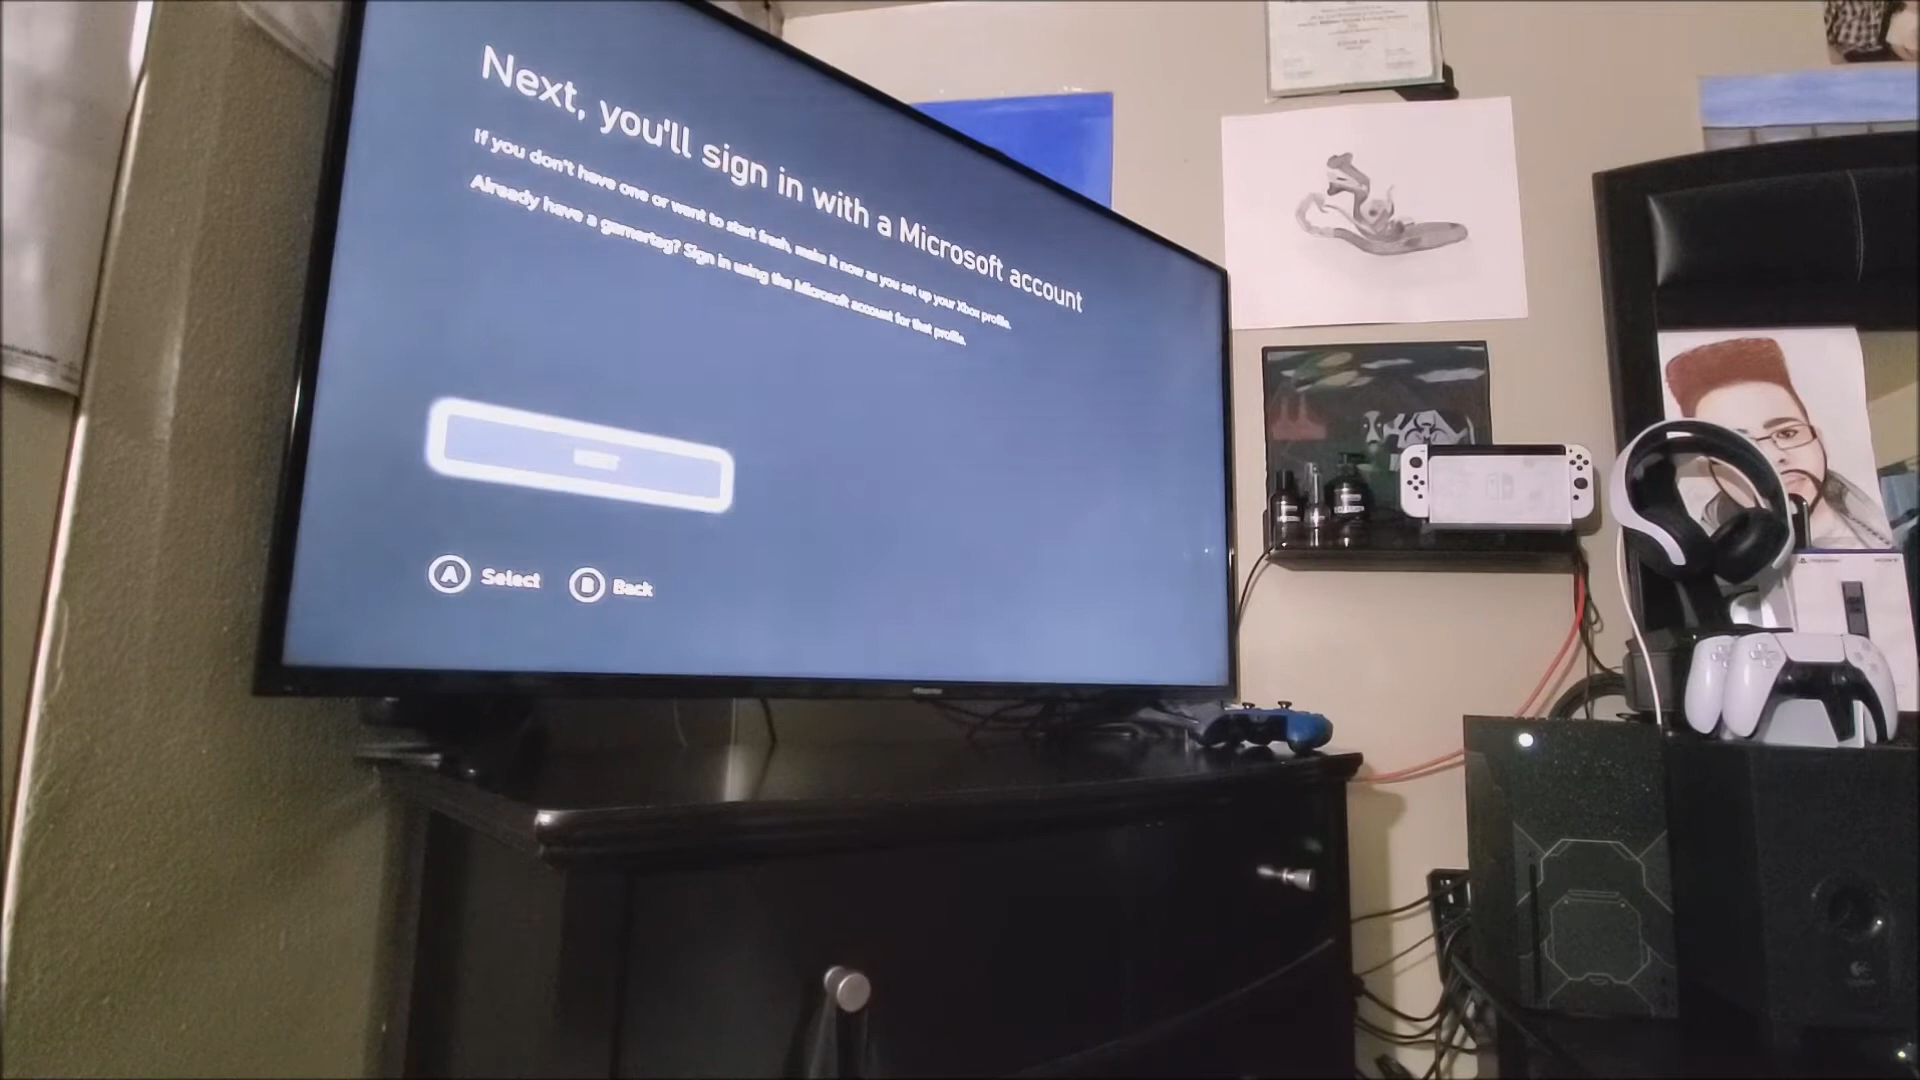 Next, you'll sign in with a Microsoft account
If you don't have one or want to start fresh, make it now as you set up your Xbox profile.
Already have a gamertag? Sign in using the Microsoft account for that profile.
A Select B Back
SONY